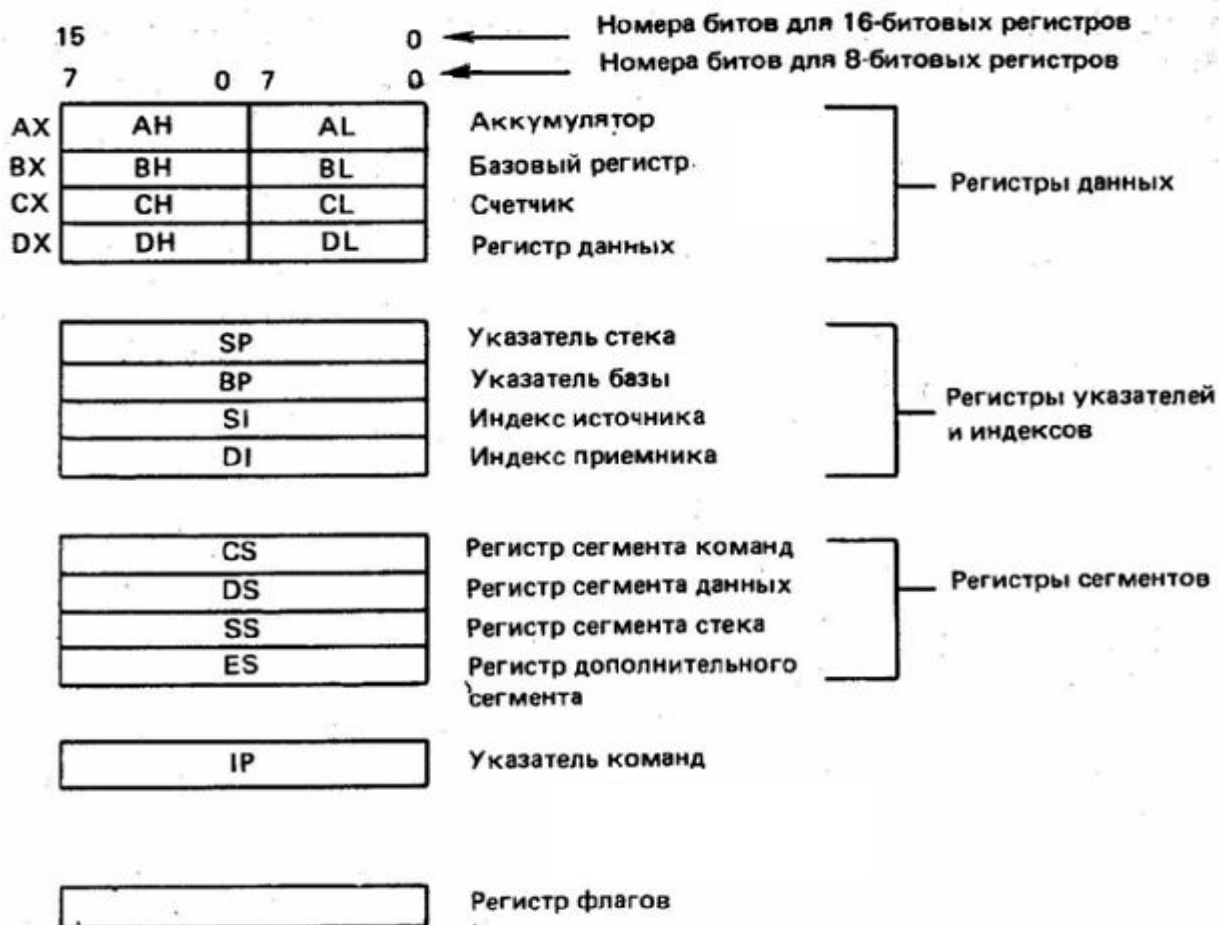 15 0 Номера битов для 16-битовых регистров
7 0 7 0 Номера битов для 8-битовых регистров
AX AH AL Аккумулятор
BX BH BL Базовый регистр
CX CH CL Счетчик
DX DH DL Регистр данных
Регистры данных
SP Указатель стека
BP Указатель базы
SI Индекс источника
DI Индекс приемника
Регистры указателей
и индексов
CS Регистр сегмента команд
DS Регистр сегмента данных
SS Регистр сегмента стека
ES Регистр дополнительного
сегмента
Регистры сегментов
IP Указатель команд
Регистр флагов